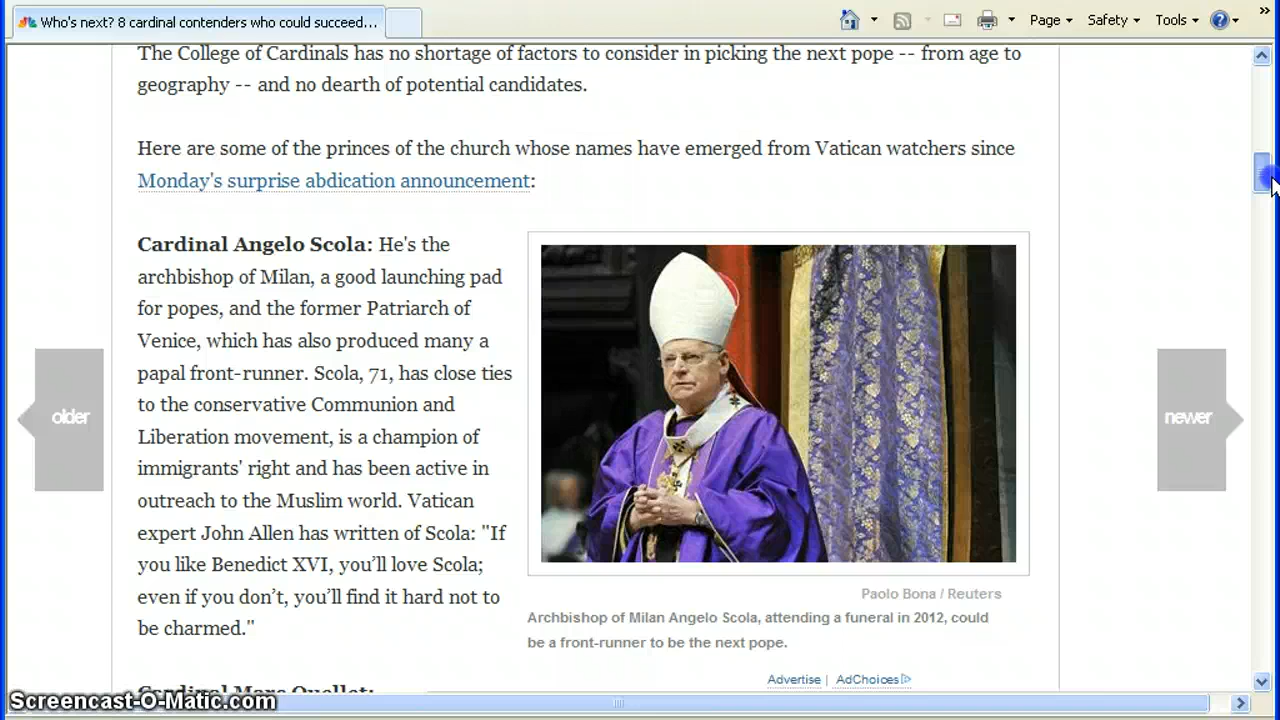 Who's next? 8 cardinal contenders who could succeed...
Page
Safety
Tools
The College of Cardinals has no shortage of factors to consider in picking the next pope -- from age to
geography -- and no dearth of potential candidates.
Here are some of the princes of the church whose names have emerged from Vatican watchers since
Monday's surprise abdication announcement:
Cardinal Angelo Scola: He's the
archbishop of Milan, a good launching pad
for popes, and the former Patriarch of
Venice, which has also produced many a
papal front-runner. Scola, 71, has close ties
to the conservative Communion and
Liberation movement, is a champion of
immigrants' right and has been active in
outreach to the Muslim world. Vatican
expert John Allen has written of Scola: "If
you like Benedict XVI, you’ll love Scola;
even if you don’t, you’ll find it hard not to
be charmed."
older
newer
Paolo Bona / Reuters
Archbishop of Milan Angelo Scola, attending a funeral in 2012, could
be a front-runner to be the next pope.
Advertise | AdChoices
Cardinal Marc Ouellet:
Screencast-O-Matic.com